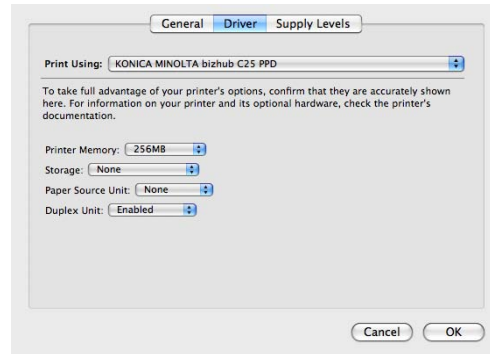 General Driver Supply Levels
Print Using: KONICA MINOLTA bizhub C25 PPD
To take full advantage of your printer's options, confirm that they are accurately shown
here. For information on your printer and its optional hardware, check the printer's
documentation.
Printer Memory: 256MB
Storage: None
Paper Source Unit: None
Duplex Unit: Enabled
Cancel OK